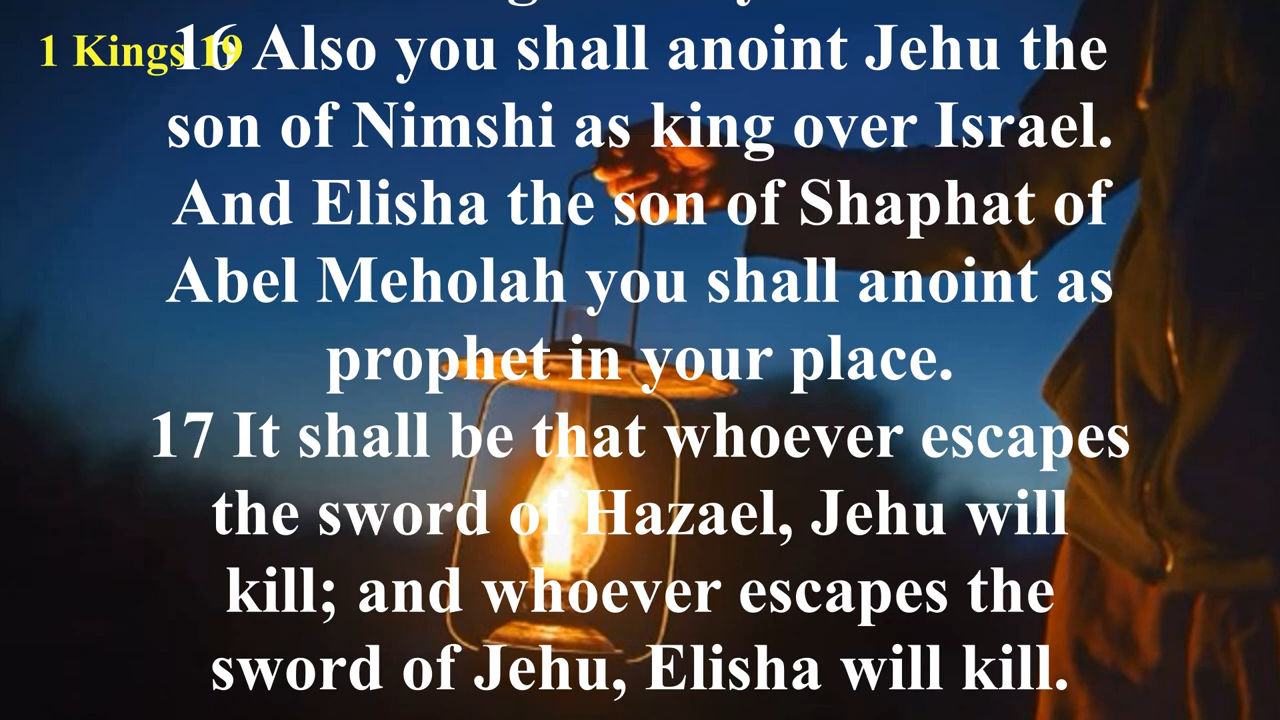 1 Kings 19
16 Also you shall anoint Jehu the
son of Nimshi as king over Israel.
And Elisha the son of Shaphat of
Abel Meholah you shall anoint as
prophet in your place.
17 It shall be that whoever escapes
the sword of Hazael, Jehu will
kill; and whoever escapes the
sword of Jehu, Elisha will kill.